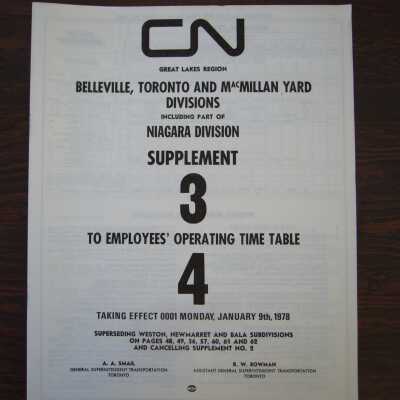 CN
GREAT LAKES REGION
BELLEVILLE, TORONTO AND MacMILLAN YARD
DIVISIONS
INCLUDING PART OF
NIAGARA DIVISION
SUPPLEMENT
3
TO EMPLOYEES' OPERATING TIME TABLE
4
TAKING EFFECT 0001 MONDAY, JANUARY 9th, 1978
SUPERSEDING WESTON, NEWMARKET AND BALA SUBDIVISIONS
ON PAGES 48, 49, 56, 57, 60, 61 AND 62
AND CANCELLING SUPPLEMENT NO. 2
A. A. SMAIL
GENERAL SUPERINTENDENT TRANSPORTATION
TORONTO
R. W. BOWMAN
ASSISTANT GENERAL SUPERINTENDENT TRANSPORTATION
TORONTO